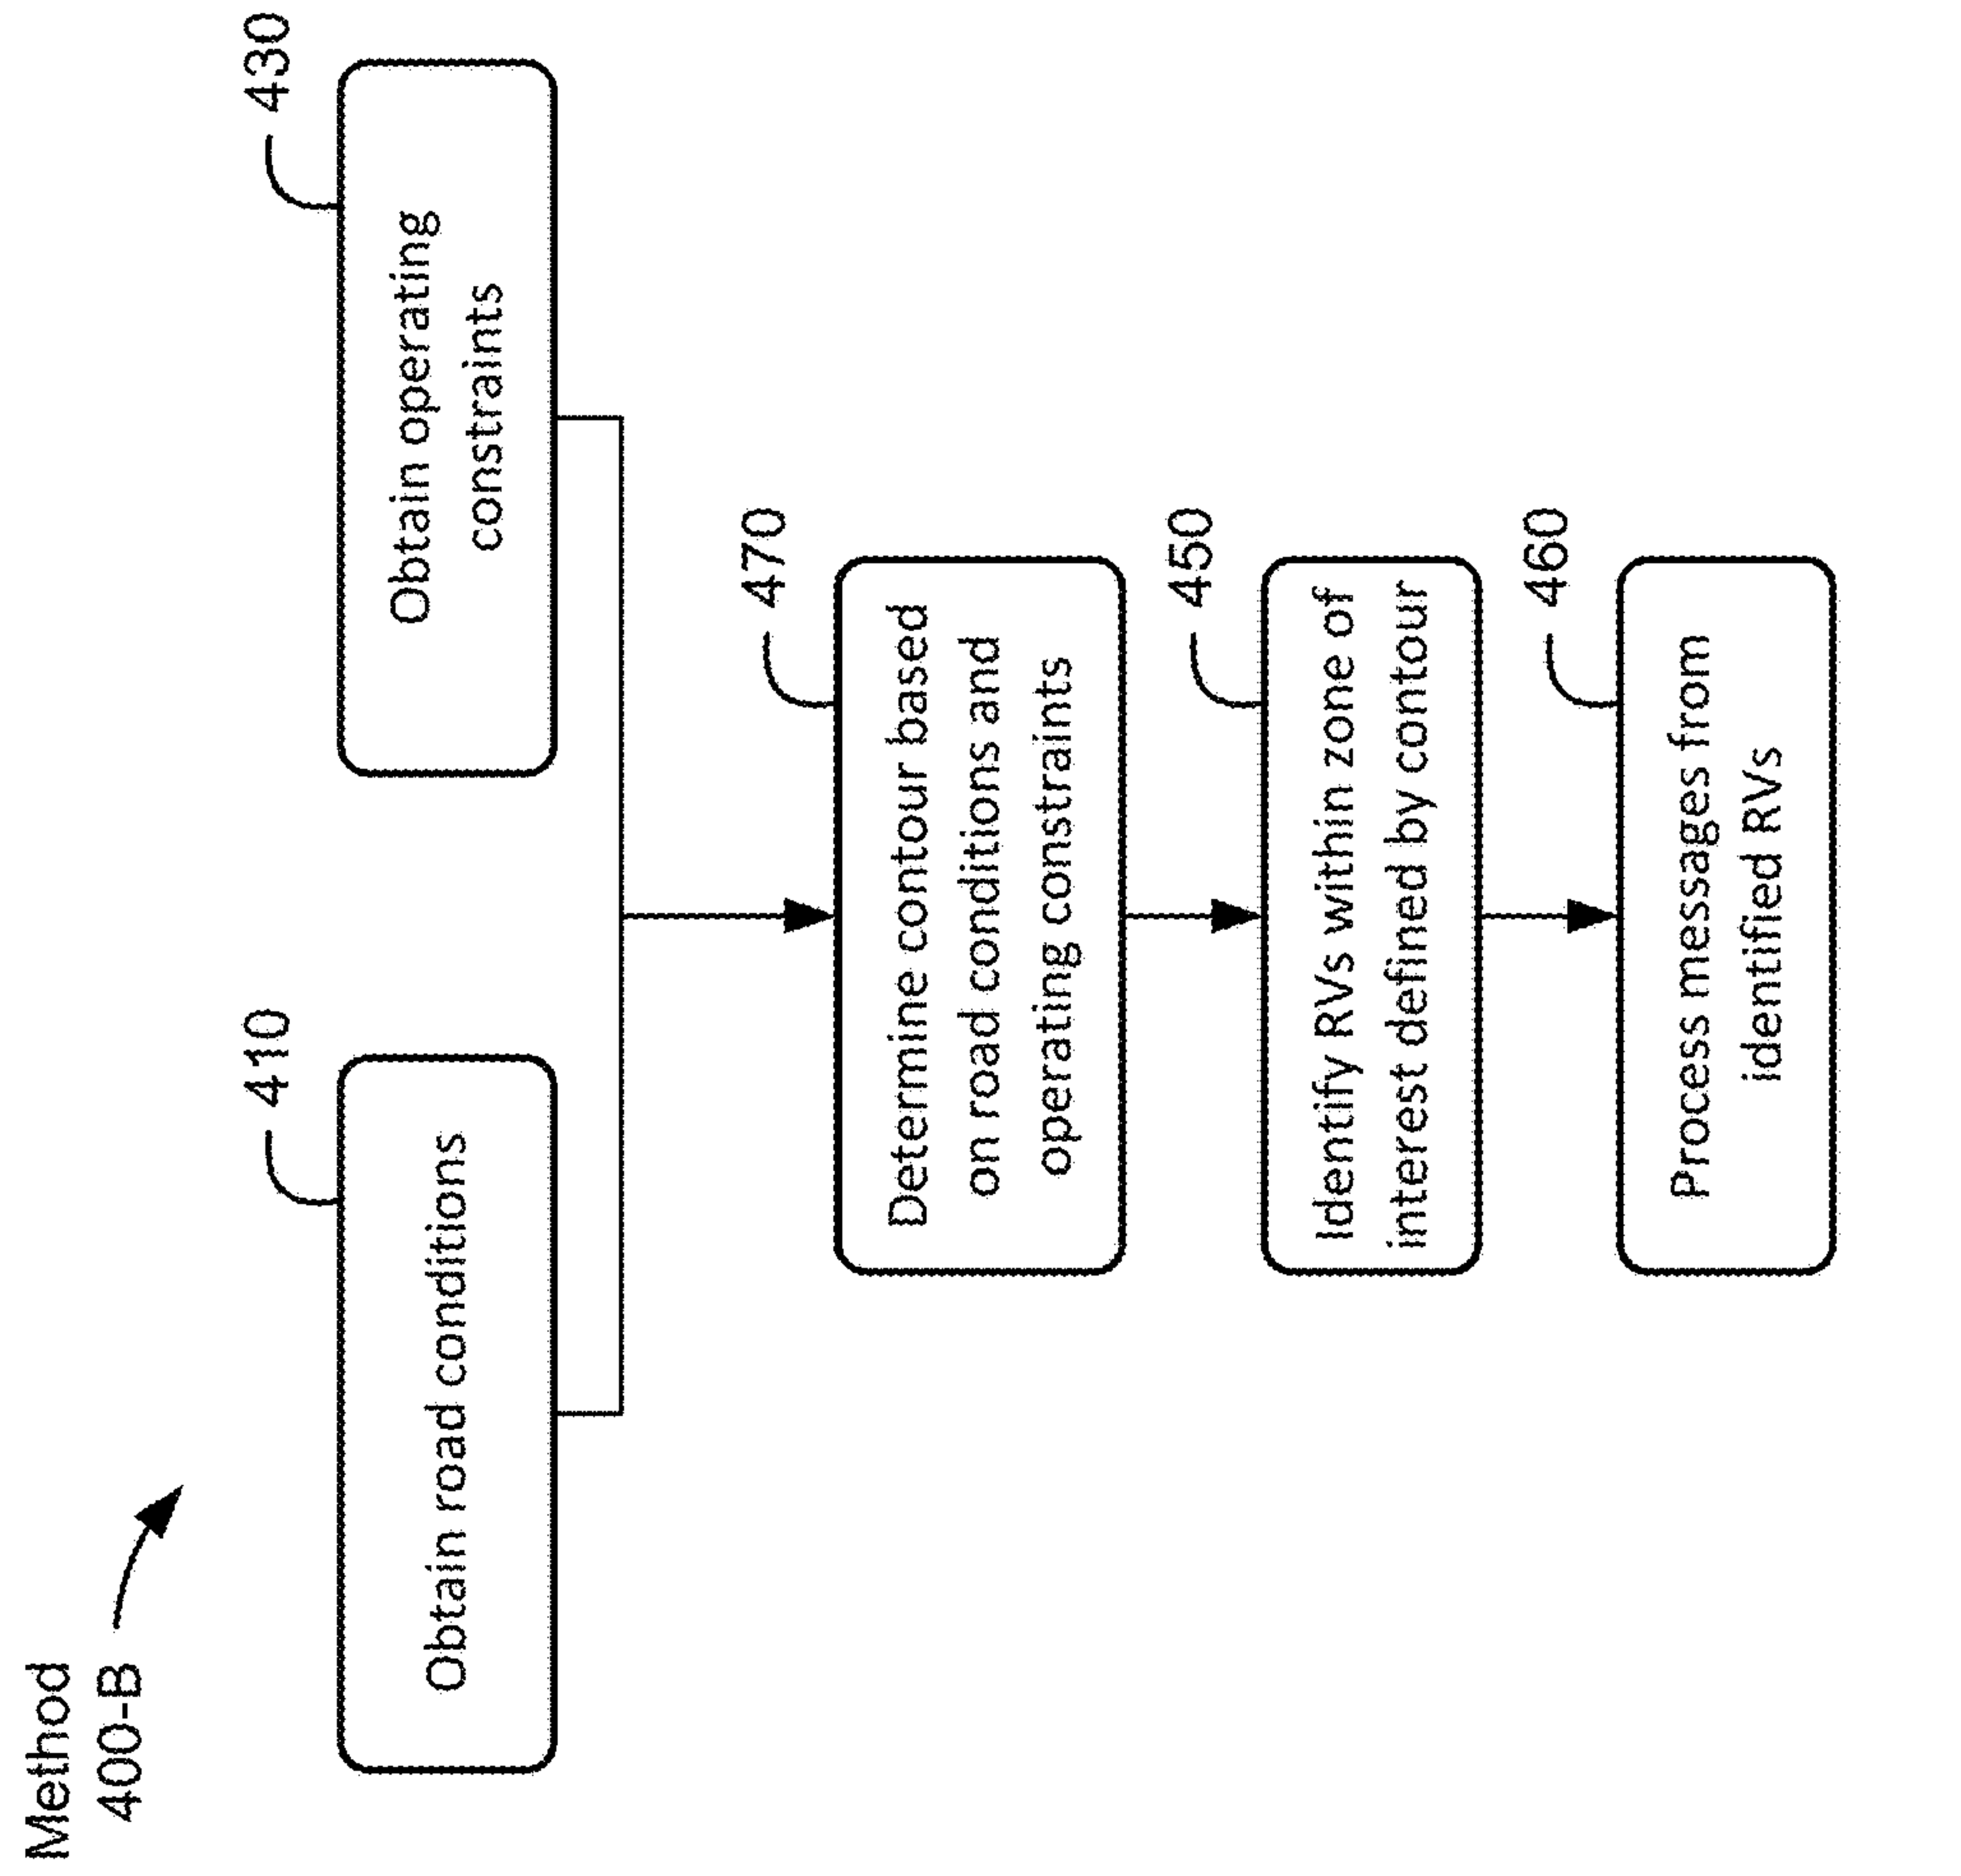 Method
400-B
410
Obtain road conditions
430
Obtain operating
constraints
470
Determine contour based
on road conditions and
operating constraints
450
Identify RVs within zone of
interest defined by contour
460
Process messages from
identified RVs